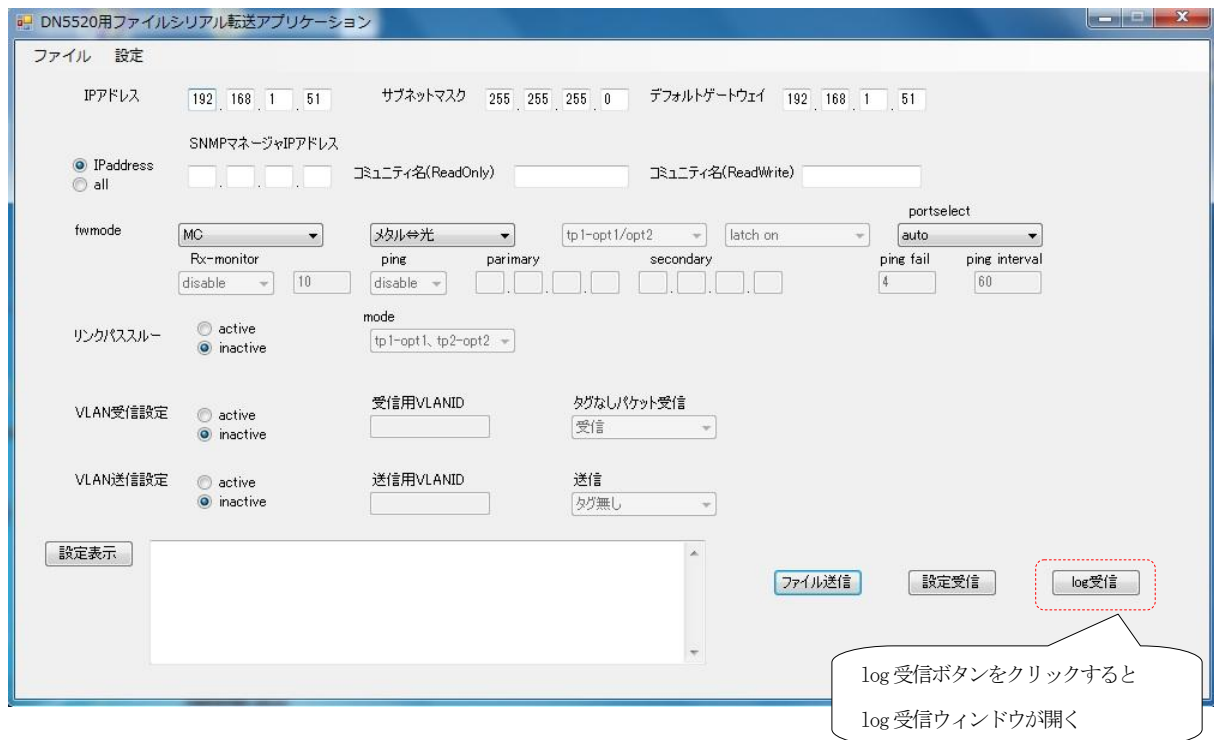 DN5520用ファイルシリアル転送アプリケーション
ファイル 設定
IPアドレス 192 . 168 . 1 . 51 サブネットマスク 255 . 255 . 255 . 0 デフォルトゲートウェイ 192 . 168 . 1 . 51
SNMPマネージャIPアドレス
IPaddress
all
. . . コミュニティ名(ReadOnly) コミュニティ名(ReadWrite)
portselect
fwmode MC メタル⇔光 tp1-opt1/opt2 latch on auto
Rx-monitor ping parimary secondary ping fail ping interval
disable 10 disable . . . . . . 4 60
mode
リンクパススルー active
inactive tp1-opt1、tp2-opt2
受信用VLANID タグなしパケット受信
VLAN受信設定 active
inactive 受信
VLAN送信設定 active 送信用VLANID 送信
inactive タグ無し
設定表示
ファイル送信 設定受信 log受信
log 受信ボタンをクリックすると
log 受信ウィンドウが開く